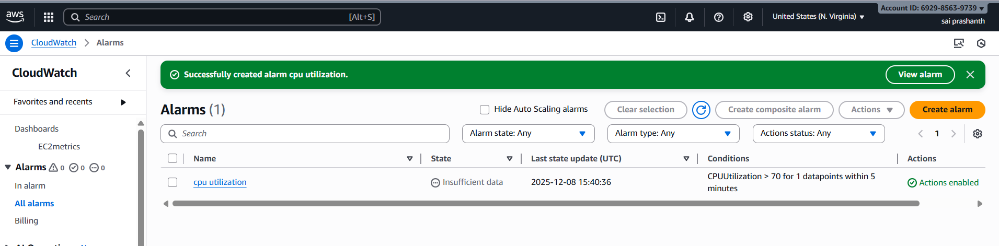 aws
Search [Alt+S]
United States (N. Virginia)
Account ID: 6929-8563-9739
sai prashanth
CloudWatch
Alarms
CloudWatch
Favorites and recents
Dashboards
EC2metrics
Alarms 0 0 0
In alarm
All alarms
Billing
Successfully created alarm cpu utilization.
View alarm
Alarms (1)
Hide Auto Scaling alarms
Clear selection
Create composite alarm
Actions
Create alarm
Search
Alarm state: Any
Alarm type: Any
Actions status: Any
1
Name
State
Last state update (UTC)
Conditions
Actions
cpu utilization
Insufficient data
2025-12-08 15:40:36
CPUUtilization > 70 for 1 datapoints within 5
minutes
Actions enabled